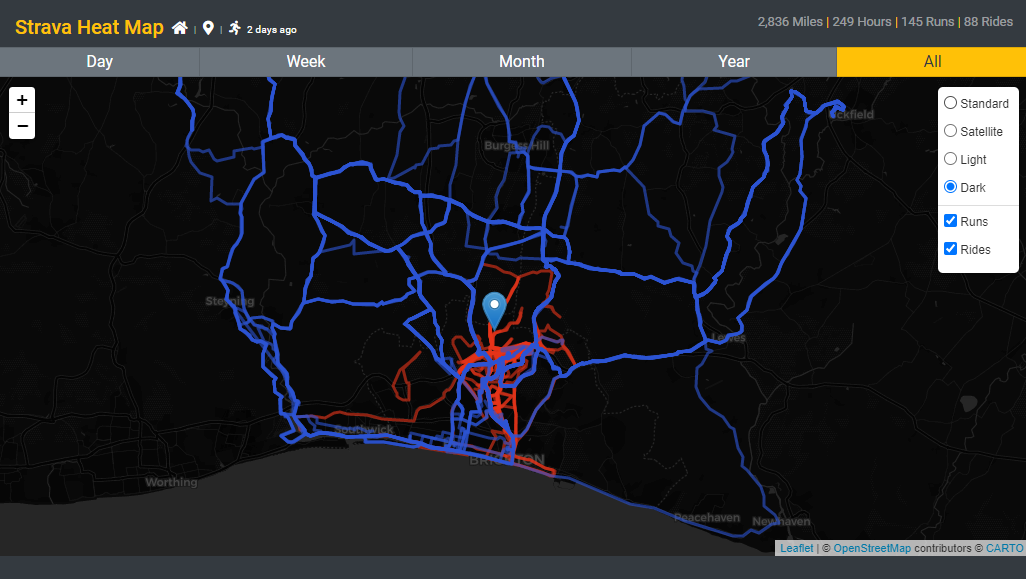 Strava Heat Map | | 2 days ago
2,836 Miles | 249 Hours | 145 Runs | 88 Rides
Day Week Month Year All
+
−
Standard
Satellite
Light
Dark
Runs
Rides
Burgess Hill
Steyning
Lewes
Southwick
BRIGHTON
Worthing
Peacehaven
Newhaven
Leaflet | © OpenStreetMap contributors © CARTO